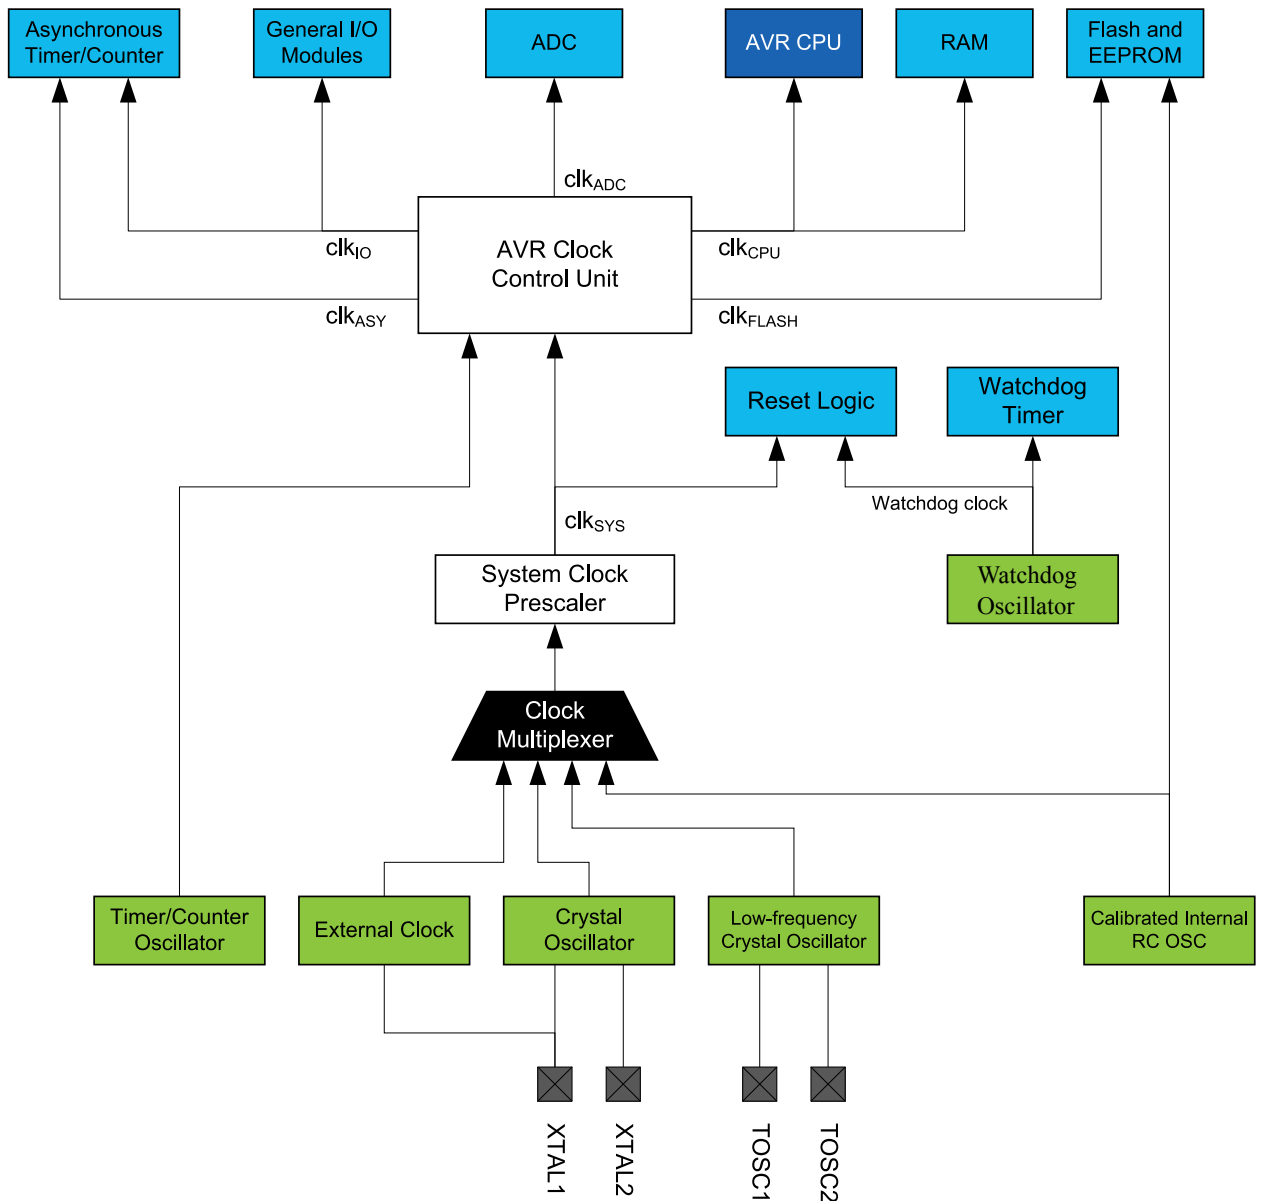 Asynchronous
Timer/Counter
General I/O
Modules
ADC
AVR CPU
RAM
Flash and
EEPROM
clkADC
clkIO
AVR Clock
Control Unit
clkCPU
clkASY
clkFLASH
Reset Logic
Watchdog
Timer
Watchdog clock
clkSYS
System Clock
Prescaler
Watchdog
Oscillator
Clock
Multiplexer
Timer/Counter
Oscillator
External Clock
Crystal
Oscillator
Low-frequency
Crystal Oscillator
Calibrated Internal
RC OSC
XTAL1
XTAL2
TOSC1
TOSC2